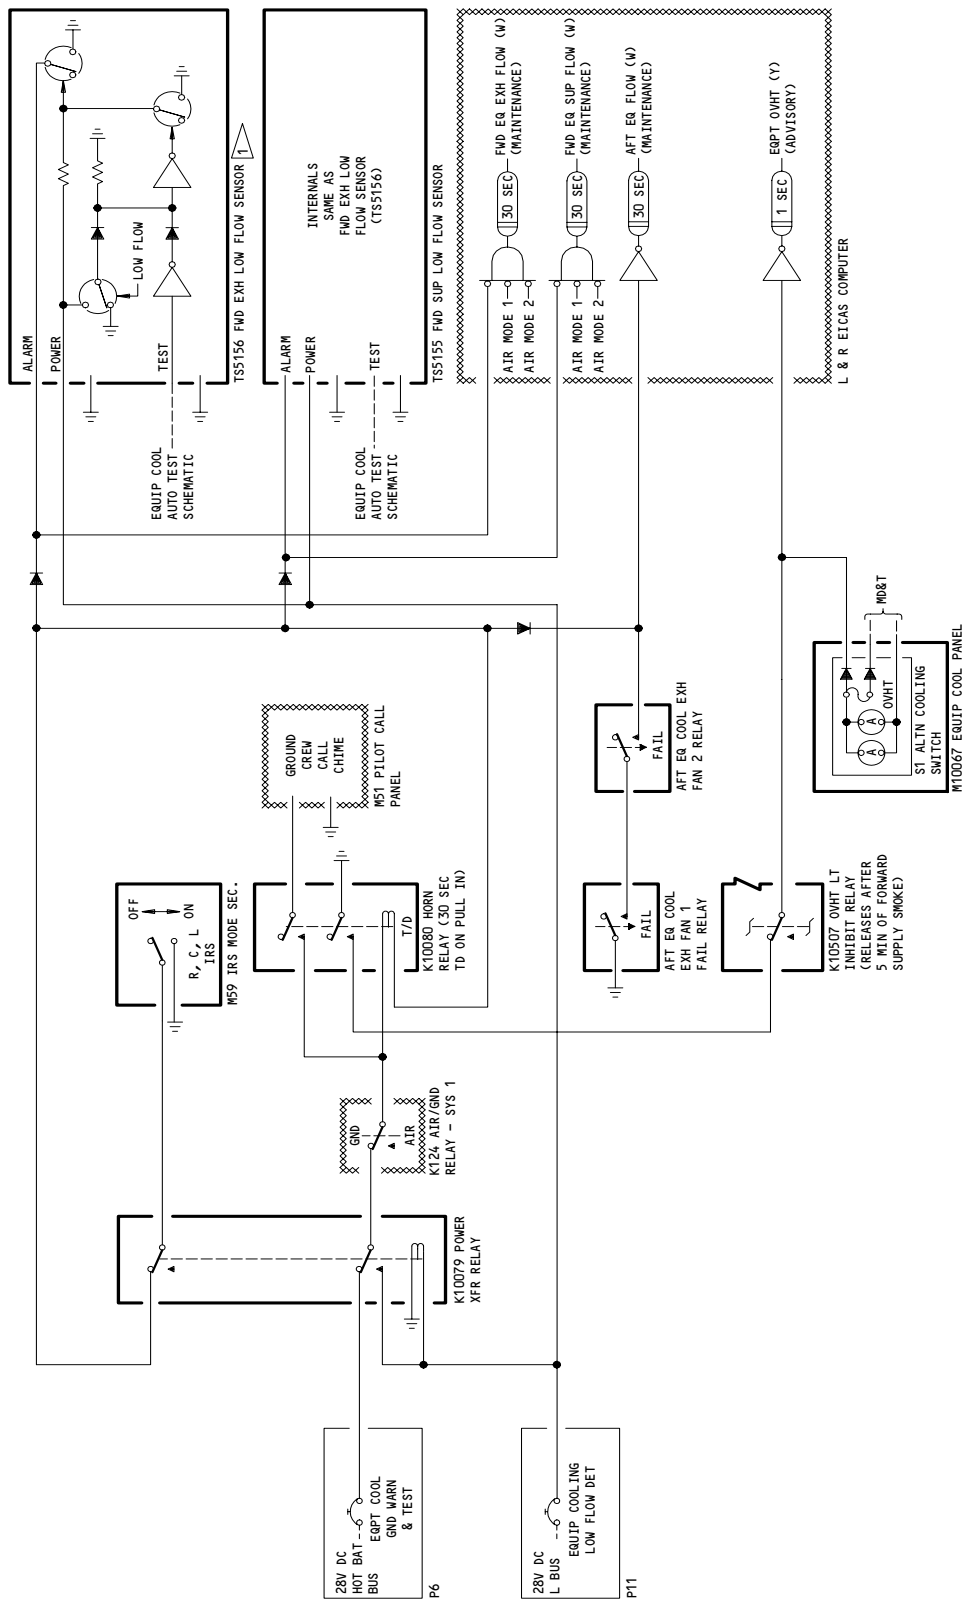 28V DC
HOT BAT
BUS
EQPT COOL
GND WARN
& TEST
P6
28V DC
L BUS
EQUIP COOLING
LOW FLOW DET
P11
K10079 POWER
XFR RELAY
GND
AIR
K124 AIR/GND
RELAY - SYS 1
OFF
ON
R, C, L
IRS
M59 IRS MODE SEC.
T/D
K10080 HORN
RELAY (30 SEC
TD ON PULL IN)
GROUND
CREW
CALL
CHIME
M51 PILOT CALL
PANEL
FAIL
AFT EQ COOL
EXH FAN 1
FAIL RELAY
FAIL
AFT EQ COOL EXH
FAN 2 RELAY
K10507 OVHT LT
INHIBIT RELAY
(RELEASES AFTER
5 MIN OF FORWARD
SUPPLY SMOKE)
MD&T
OVHT
A
A
S1 ALTN COOLING
SWITCH
M10067 EQUIP COOL PANEL
EQUIP COOL
AUTO TEST
SCHEMATIC
ALARM
POWER
LOW FLOW
TEST
TS5156 FWD EXH LOW FLOW SENSOR
1
EQUIP COOL
AUTO TEST
SCHEMATIC
ALARM
POWER
TEST
INTERNALS
SAME AS
FWD EXH LOW
FLOW SENSOR
(TS5156)
TS5155 FWD SUP LOW FLOW SENSOR
AIR MODE 1
AIR MODE 2
30 SEC
FWD EQ EXH FLOW (W)
(MAINTENANCE)
AIR MODE 1
AIR MODE 2
30 SEC
FWD EQ SUP FLOW (W)
(MAINTENANCE)
30 SEC
AFT EQ FLOW (W)
(MAINTENANCE)
1 SEC
EQPT OVHT (Y)
(ADVISORY)
L & R EICAS COMPUTER